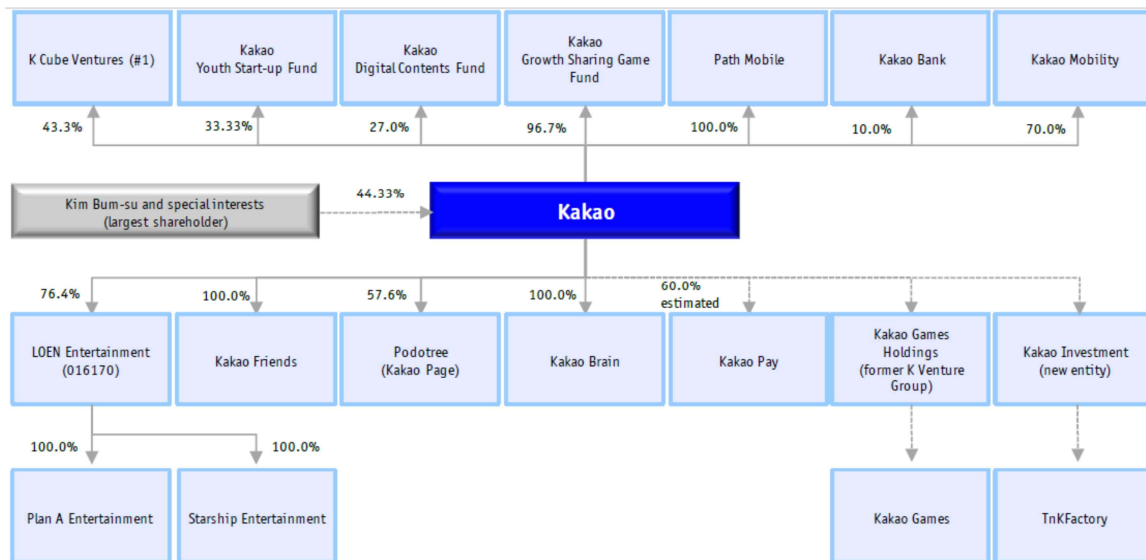 K Cube Ventures (#1)
Kakao
Youth Start-up Fund
Kakao
Digital Contents Fund
Kakao
Growth Sharing Game
Fund
Path Mobile
Kakao Bank
Kakao Mobility
43.3%
33.33%
27.0%
96.7%
100.0%
10.0%
70.0%
Kim Bum-su and special interests
(largest shareholder)
44.33%
Kakao
76.4%
100.0%
57.6%
100.0%
60.0%
estimated
LOEN Entertainment
(016170)
Kakao Friends
Podotree
(Kakao Page)
Kakao Brain
Kakao Pay
Kakao Games
Holdings
(former K Venture
Group)
Kakao Investment
(new entity)
100.0%
100.0%
Plan A Entertainment
Starship Entertainment
Kakao Games
TnKFactory